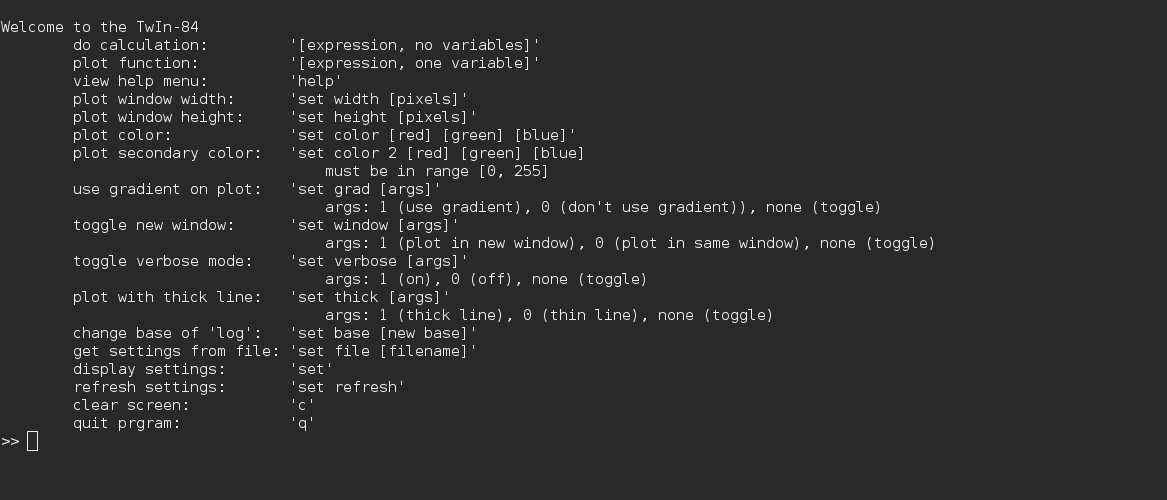 Welcome to the TwIn-84
do calculation: '[expression, no variables]'
plot function: '[expression, one variable]'
view help menu: 'help'
plot window width: 'set width [pixels]'
plot window height: 'set height [pixels]'
plot color: 'set color [red] [green] [blue]'
plot secondary color: 'set color 2 [red] [green] [blue]
must be in range [0, 255]
use gradient on plot: 'set grad [args]'
args: 1 (use gradient), 0 (don't use gradient)), none (toggle)
toggle new window: 'set window [args]'
args: 1 (plot in new window), 0 (plot in same window), none (toggle)
toggle verbose mode: 'set verbose [args]'
args: 1 (on), 0 (off), none (toggle)
plot with thick line: 'set thick [args]'
args: 1 (thick line), 0 (thin line), none (toggle)
change base of 'log': 'set base [new base]'
get settings from file: 'set file [filename]'
display settings: 'set'
refresh settings: 'set refresh'
clear screen: 'c'
quit prgram: 'q'
>>